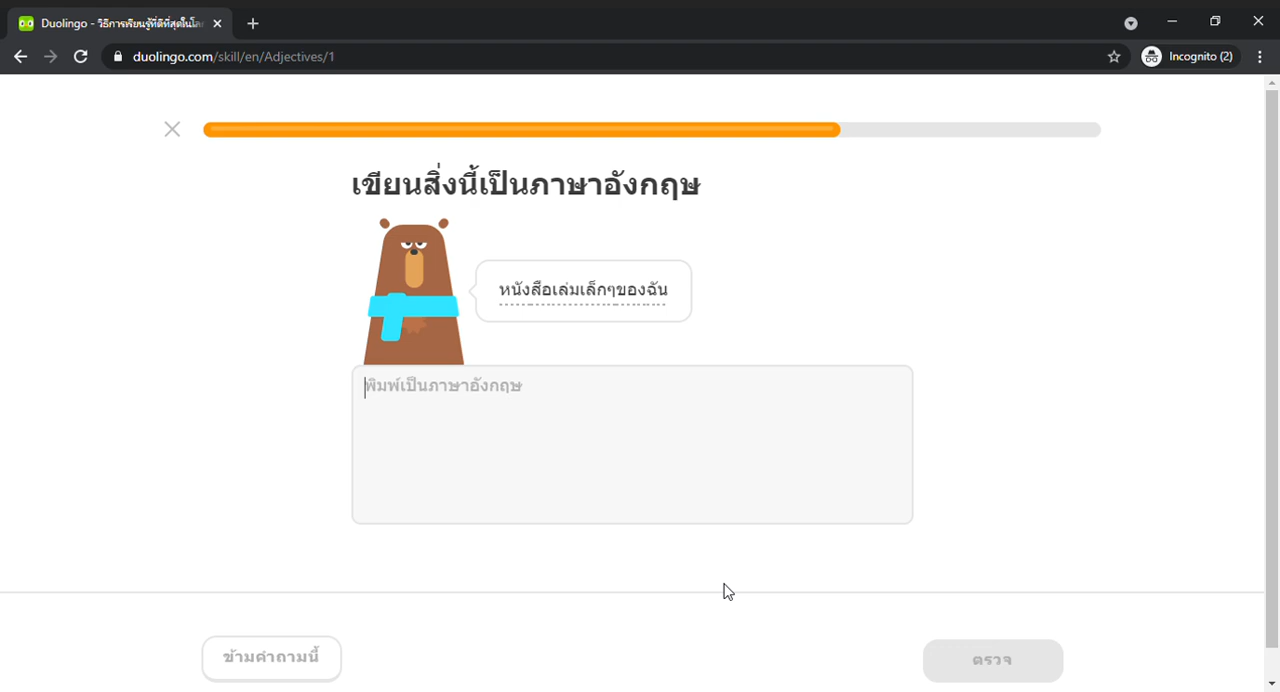 Duolingo - วิธีการเรียนรู้ที่ดีที่สุดในโล
duolingo.com/skill/en/Adjectives/1
Incognito (2)
เขียนสิ่งนี้เป็นภาษาอังกฤษ
หนังสือเล่มเล็กๆของฉัน
พิมพ์เป็นภาษาอังกฤษ
ข้ามคำถามนี้
ตรวจ